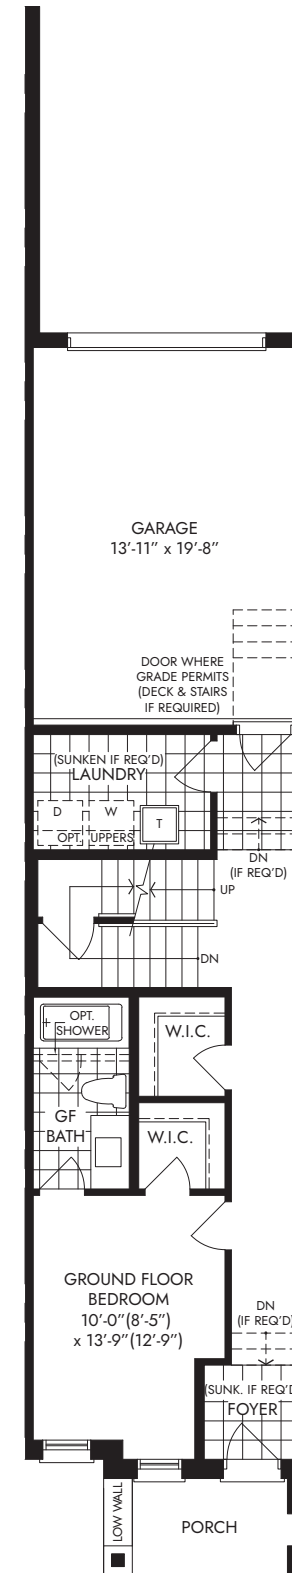 GARAGE
13'-11" x 19'-8"
DOOR WHERE
GRADE PERMITS
(DECK & STAIRS
IF REQUIRED)
(SUNKEN IF REQ'D)
LAUNDRY
D
W
T
OPT. UPPERS
DN
(IF REQ'D)
UP
DN
OPT.
SHOWER
W.I.C.
GF
BATH
W.I.C.
GROUND FLOOR
BEDROOM
10'-0"(8'-5")
x 13'-9"(12'-9")
DN
(IF REQ'D)
(SUNK. IF REQ'D
FOYER
LOW WALL
PORCH